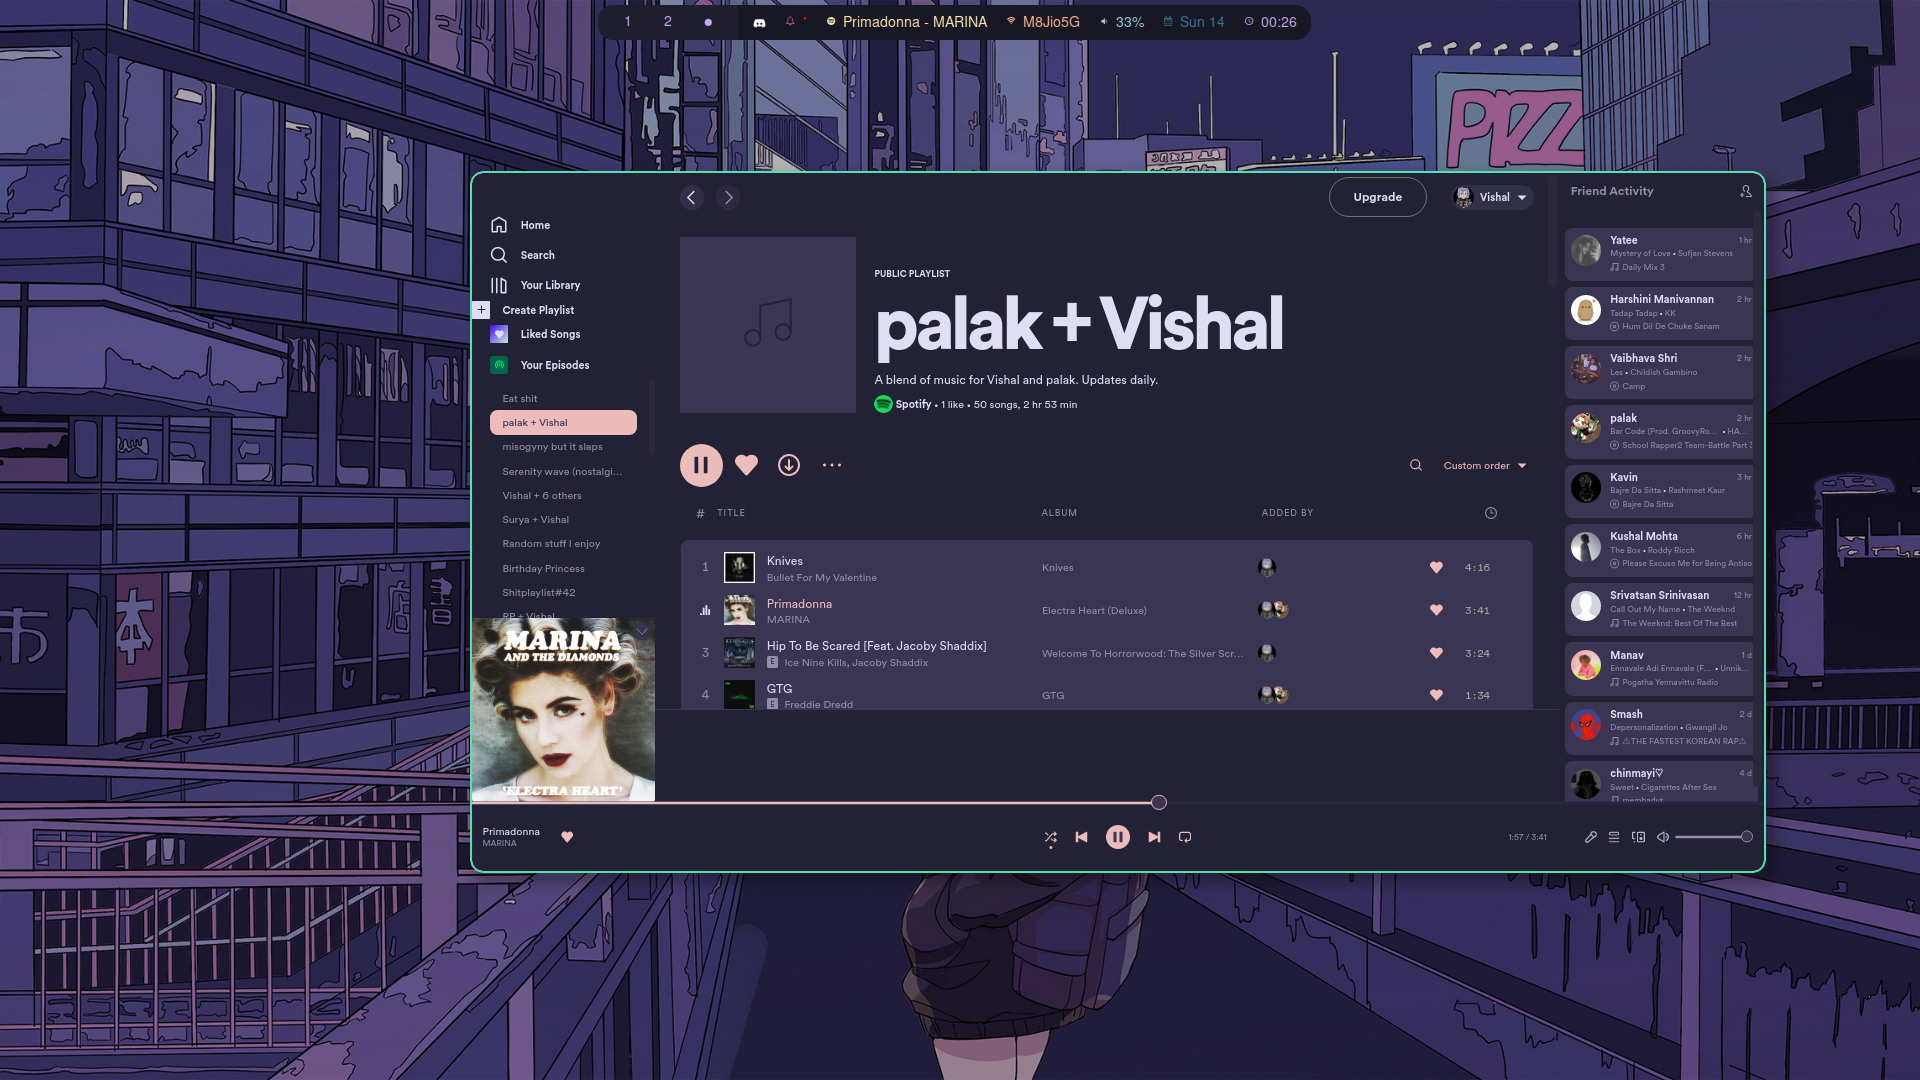 1 2 Primadonna - MARINA M8Jio5G 33% Sun 14 00:26
PIZZ
Home
Search
Your Library
Create Playlist
Liked Songs
Your Episodes
Eat shit
palak + Vishal
misogyny but it slaps
Serenity wave (nostalgi...
Vishal + 6 others
Surya + Vishal
Random stuff I enjoy
Birthday Princess
Shitplaylist#42
RP + Vishal
MARINA
AND THE DIAMONDS
'ELECTRA HEART'
Upgrade
Vishal
PUBLIC PLAYLIST
palak + Vishal
A blend of music for Vishal and palak. Updates daily.
Spotify • 1 like • 50 songs, 2 hr 53 min
Custom order
# TITLE ALBUM ADDED BY
1 Knives Knives 4:16
Bullet For My Valentine
Primadonna Electra Heart (Deluxe) 3:41
MARINA
3 Hip To Be Scared [Feat. Jacoby Shaddix] Welcome To Horrorwood: The Silver Scr... 3:24
E Ice Nine Kills, Jacoby Shaddix
4 GTG GTG 1:34
E Freddie Dredd
Friend Activity
Yatee 1 hr
Mystery of Love • Sufjan Stevens
Daily Mix 3
Harshini Manivannan 2 hr
Tadap Tadap • KK
Hum Dil De Chuke Sanam
Vaibhava Shri 2 hr
Les • Childish Gambino
Camp
palak 2 hr
Bar Code (Prod. GroovyRo... • HA...
School Rapper2 Team-Battle Part
Kavin 3 hr
Bajre Da Sitta • Rashmeet Kaur
Bajre Da Sitta
Kushal Mohta 6 hr
The Box • Roddy Ricch
Please Excuse Me for Being Antiso
Srivatsan Srinivasan 12 hr
Call Out My Name • The Weeknd
The Weeknd: Best Of The Best
Manav 1 d
Ennavale Adi Ennavale (F... • Unnik...
Pogatha Yennavittu Radio
Smash 2 d
Depersonalization • Gwangil Jo
⚠THE FASTEST KOREAN RAP⚠
chinmayi♡ 4 d
Sweet • Cigarettes After Sex
membadut
Primadonna
MARINA
1:57 / 3:41